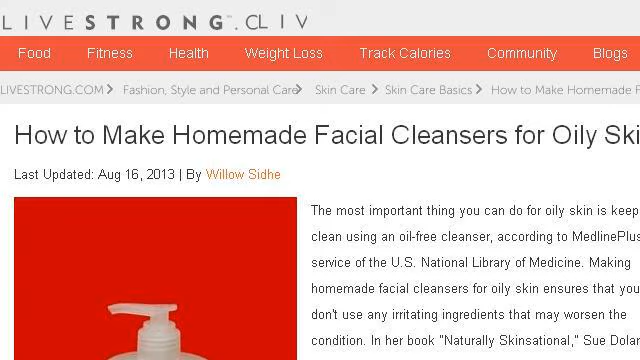 LIVESTRONG.CLIV
Food Fitness Health Weight Loss Track Calories Community Blogs
LIVESTRONG.COM > Fashion, Style and Personal Care > Skin Care > Skin Care Basics > How to Make Homemade F
How to Make Homemade Facial Cleansers for Oily Ski
Last Updated: Aug 16, 2013 | By Willow Sidhe
The most important thing you can do for oily skin is keep
clean using an oil-free cleanser, according to MedlinePlus
service of the U.S. National Library of Medicine. Making
homemade facial cleansers for oily skin ensures that you
don't use any irritating ingredients that may worsen the
condition. In her book "Naturally Skinsational," Sue Dolan